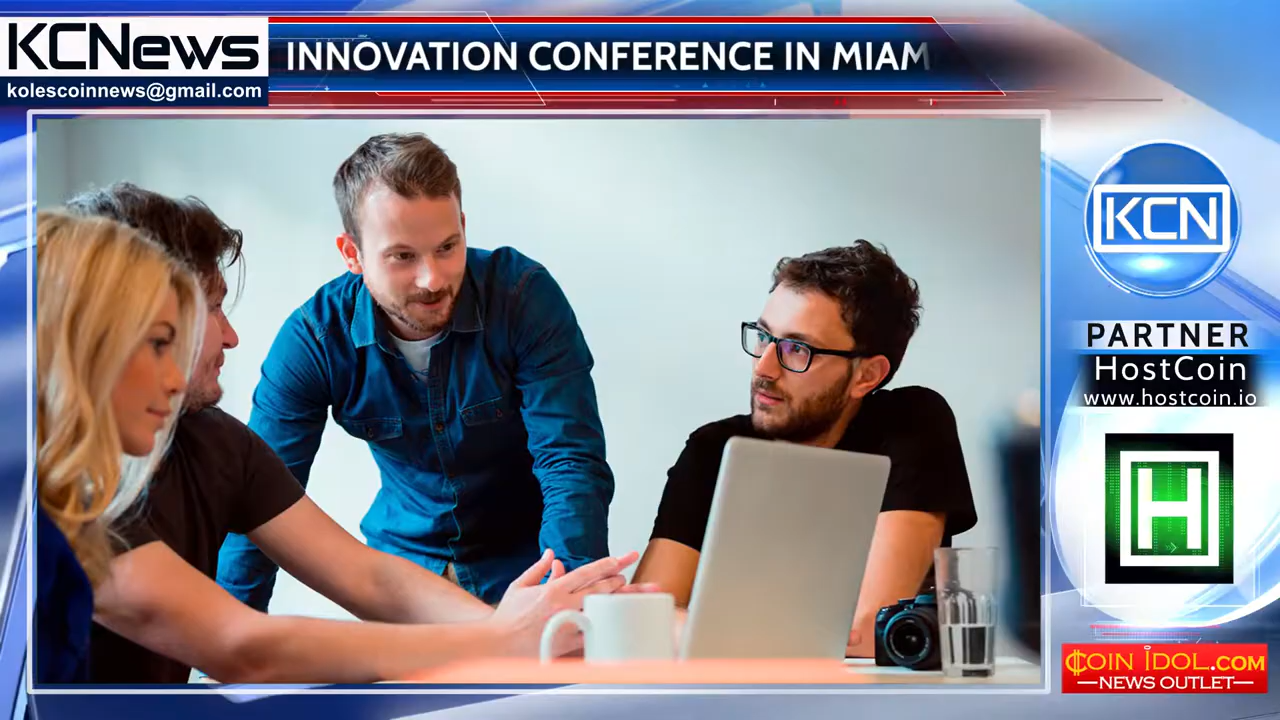 KCNews
kolescoinnews@gmail.com
INNOVATION CONFERENCE IN MIAM
KCN
PARTNER
HostCoin
www.hostcoin.io
H
COIN IDOL.COM
—NEWS OUTLET—